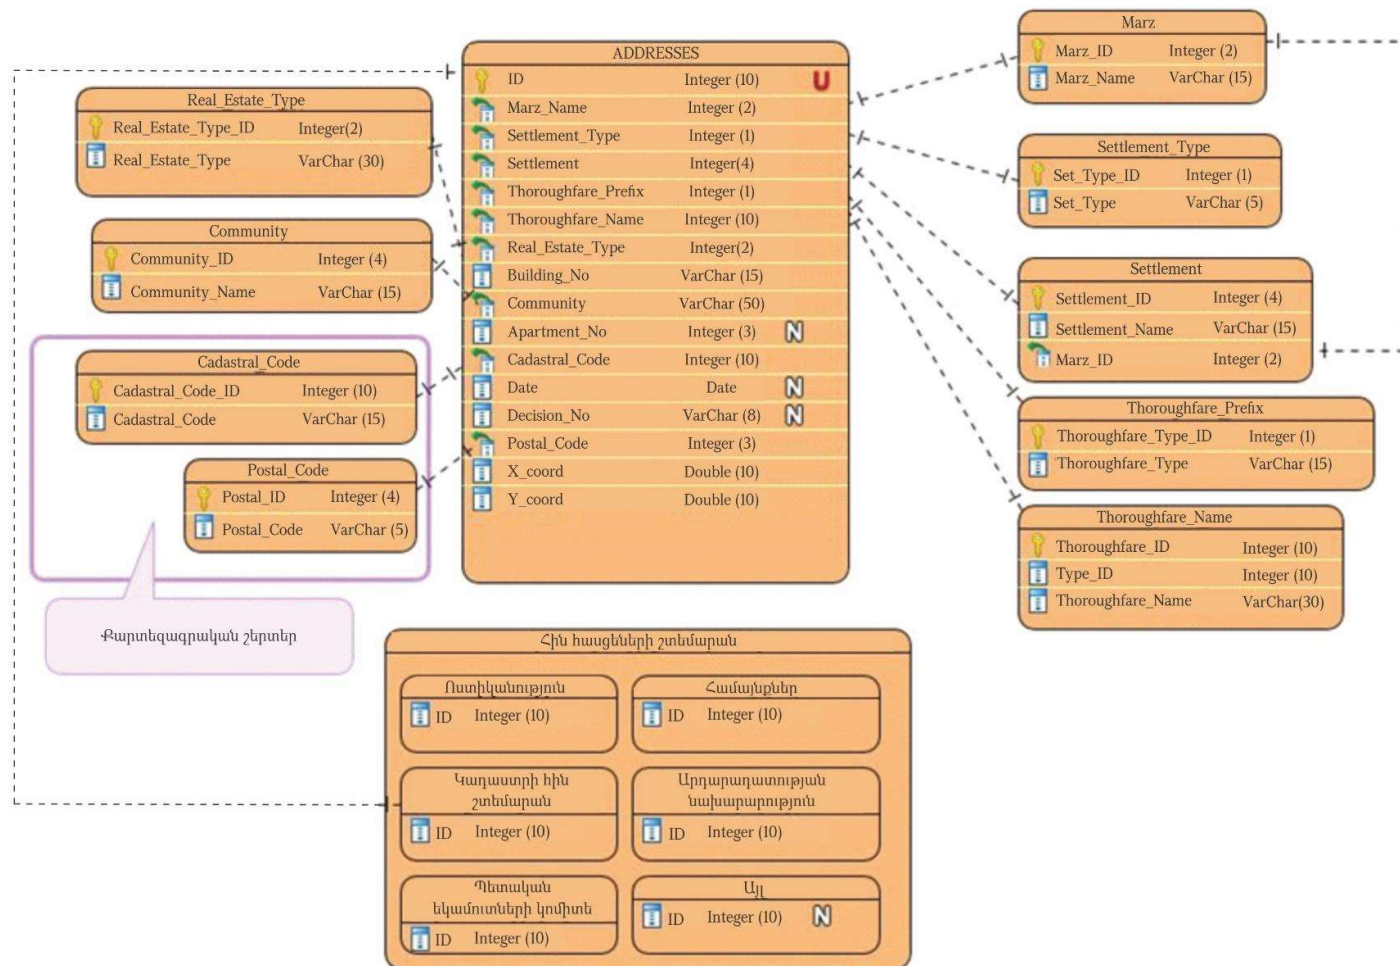 ADDRESSES
ID Integer (10) U
Marz_Name Integer (2)
Settlement_Type Integer (1)
Settlement Integer(4)
Thoroughfare_Prefix Integer (1)
Thoroughfare_Name Integer (10)
Real_Estate_Type Integer(2)
Building_No VarChar (15)
Community VarChar (50)
Apartment_No Integer (3) N
Cadastral_Code Integer (10)
Date Date N
Decision_No VarChar (8) N
Postal_Code Integer (3)
X_coord Double (10)
Y_coord Double (10)
Real_Estate_Type
Real_Estate_Type_ID Integer(2)
Real_Estate_Type VarChar (30)
Community
Community_ID Integer (4)
Community_Name VarChar (15)
Cadastral_Code
Cadastral_Code_ID Integer (10)
Cadastral_Code VarChar (15)
Postal_Code
Postal_ID Integer (4)
Postal_Code VarChar (5)
Քարտեզագրական շերտեր
Marz
Marz_ID Integer (2)
Marz_Name VarChar (15)
Settlement_Type
Set_Type_ID Integer (1)
Set_Type VarChar (5)
Settlement
Settlement_ID Integer (4)
Settlement_Name VarChar (15)
Marz_ID Integer (2)
Thoroughfare_Prefix
Thoroughfare_Type_ID Integer (1)
Thoroughfare_Type VarChar (15)
Thoroughfare_Name
Thoroughfare_ID Integer (10)
Type_ID Integer (10)
Thoroughfare_Name VarChar(30)
Հին հասցեների շտեմարան
Ոստիկանություն
ID Integer (10)
Համայնքներ
ID Integer (10)
Կադաստրի հին
շտեմարան
ID Integer (10)
Արդարադատության
նախարարություն
ID Integer (10)
Պետական
եկամուտների կոմիտե
ID Integer (10)
Այլ
ID Integer (10) N